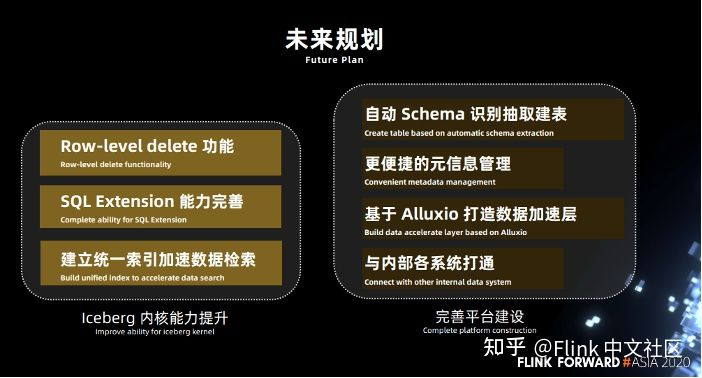 未来规划
Future Plan
Row-level delete 功能
Row-level delete functionality
SQL Extension 能力完善
Complete ability for SQL Extension
建立统一索引加速数据检索
Build unified index to accelerate data search
Iceberg 内核能力提升
Improve ability for iceberg kernel
自动 Schema 识别抽取建表
Create table based on automatic schema extraction
更便捷的元信息管理
Convenient metadata management
基于 Alluxio 打造数据加速层
Build data accelerate layer based on Alluxio
与内部各系统打通
Connect with other internal data system
完善平台建设
Complete platform construction
知乎 @Flink 中文社区
FLINK FORWARD #ASIA 2020